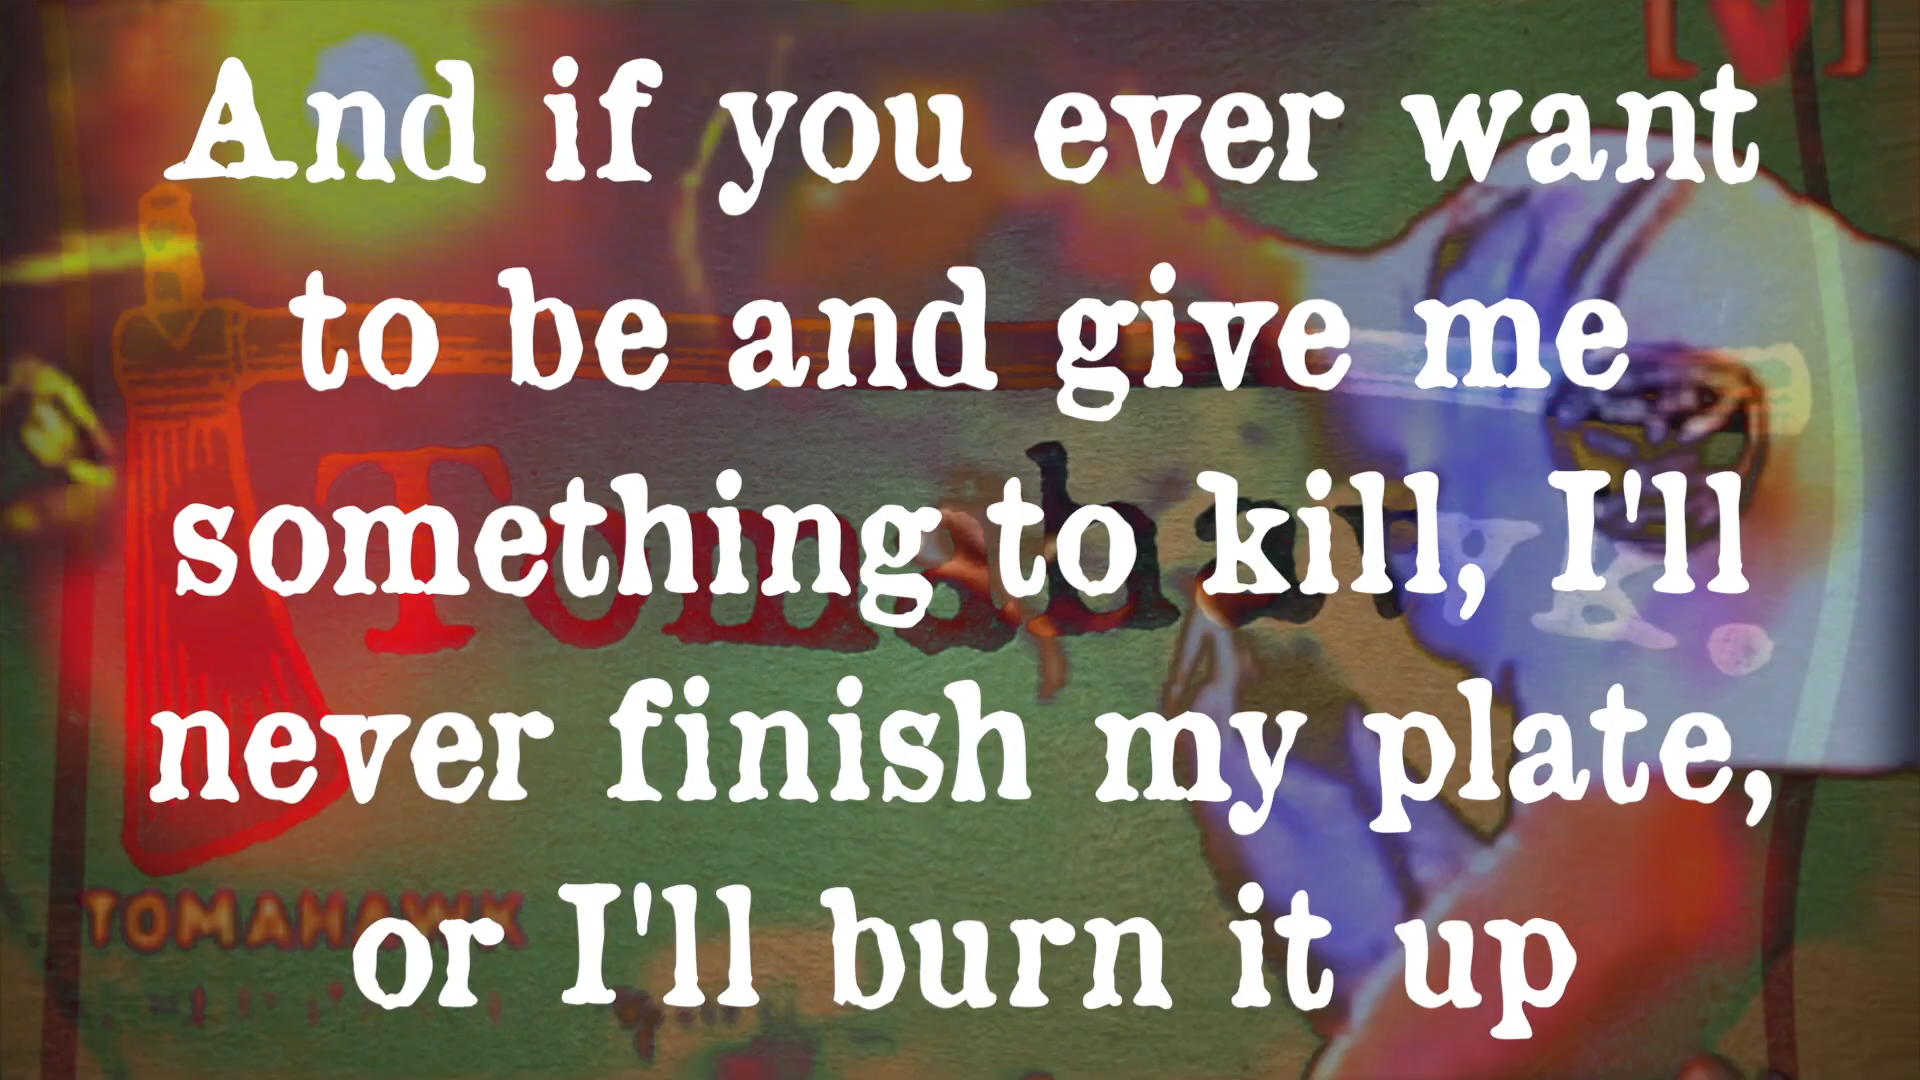 And if you ever want
to be and give me
something to kill, I'll
never finish my plate,
or I'll burn it up
TOMAHAWK
[V]